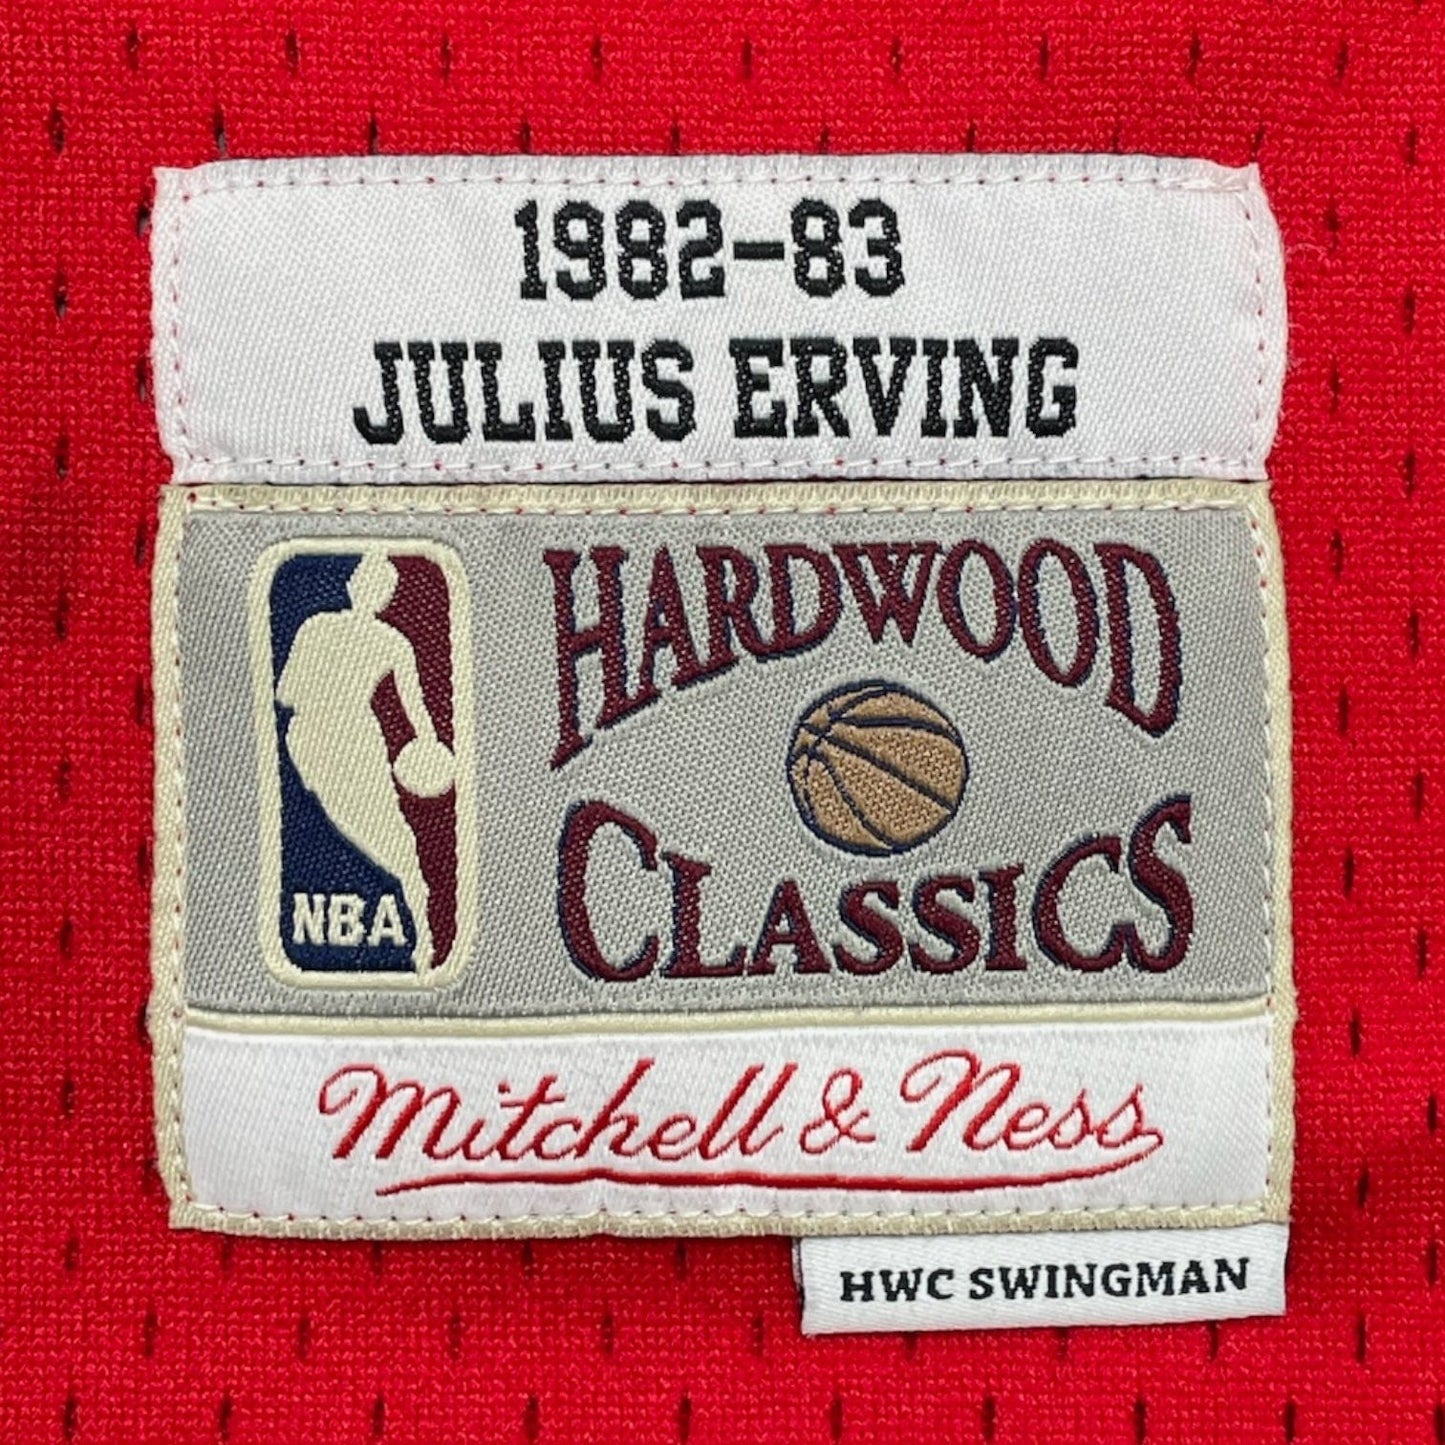 1982-83
JULIUS ERVING
NBA
HARDWOOD
CLASSICS
Mitchell & Ness
HWC SWINGMAN